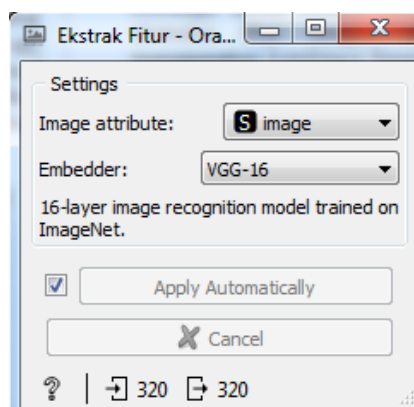 Ekstrak Fitur - Ora...
Settings
Image attribute: S image
Embedder: VGG-16
16-layer image recognition model trained on
ImageNet.
Apply Automatically
Cancel
? 320 320